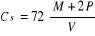 Cs = 72 (M + 2P) / V